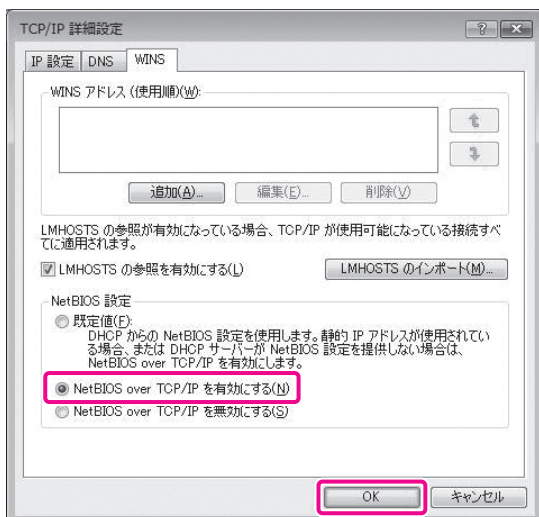 TCP/IP 詳細設定
IP 設定 DNS WINS
WINS アドレス (使用順)(W):
追加(A)... 編集(E)... 削除(V)
LMHOSTS の参照が有効になっている場合、TCP/IP が使用可能になっている接続すべ
てに適用されます。
LMHOSTS の参照を有効にする(L) LMHOSTS のインポート(M)...
NetBIOS 設定
既定値(F):
DHCP からの NetBIOS 設定を使用します。静的 IP アドレスが使用されてい
る場合、または DHCP サーバーが NetBIOS 設定を提供しない場合は、
NetBIOS over TCP/IP を有効にします。
NetBIOS over TCP/IP を有効にする(N)
NetBIOS over TCP/IP を無効にする(S)
OK キャンセル